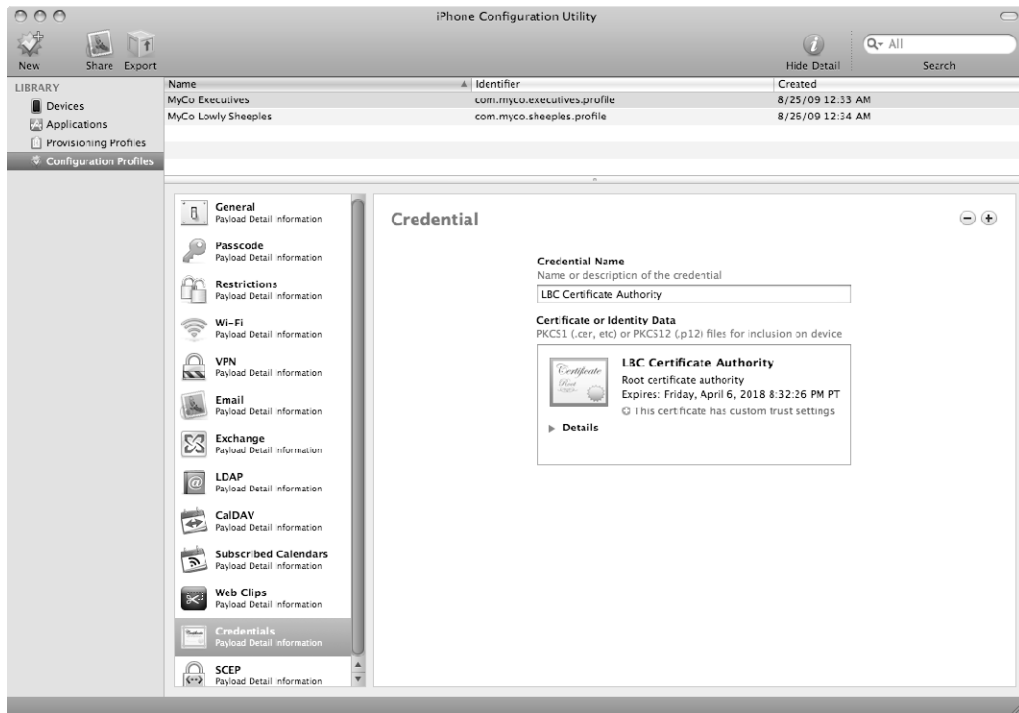 iPhone Configuration Utility
New
Share
Export
Hide Detail
All
Search
LIBRARY
Devices
Applications
Provisioning Profiles
Configuration Profiles
Name Identifier Created
MyCo Executives com.myco.executives.profile 8/25/09 12:33 AM
MyCo Lowly Sheeples com.myco.sheeples.profile 8/26/09 12:34 AM
General
Payload Detail Information
Passcode
Payload Detail Information
Restrictions
Payload Detail Information
Wi-Fi
Payload Detail Information
VPN
Payload Detail Information
Email
Payload Detail Information
Exchange
Payload Detail Information
LDAP
Payload Detail Information
CalDAV
Payload Detail Information
Subscribed Calendars
Payload Detail Information
Web Clips
Payload Detail Information
Credentials
Payload Detail Information
SCEP
Payload Detail Information
Credential
Credential Name
Name or description of the credential
LBC Certificate Authority
Certificate or Identity Data
PKCS1 (.cer, etc) or PKCS12 (.p12) files for inclusion on device
Certificate
Root
LBC Certificate Authority
Root certificate authority
Expires: Friday, April 6, 2018 8:32:26 PM PT
This certificate has custom trust settings
Details